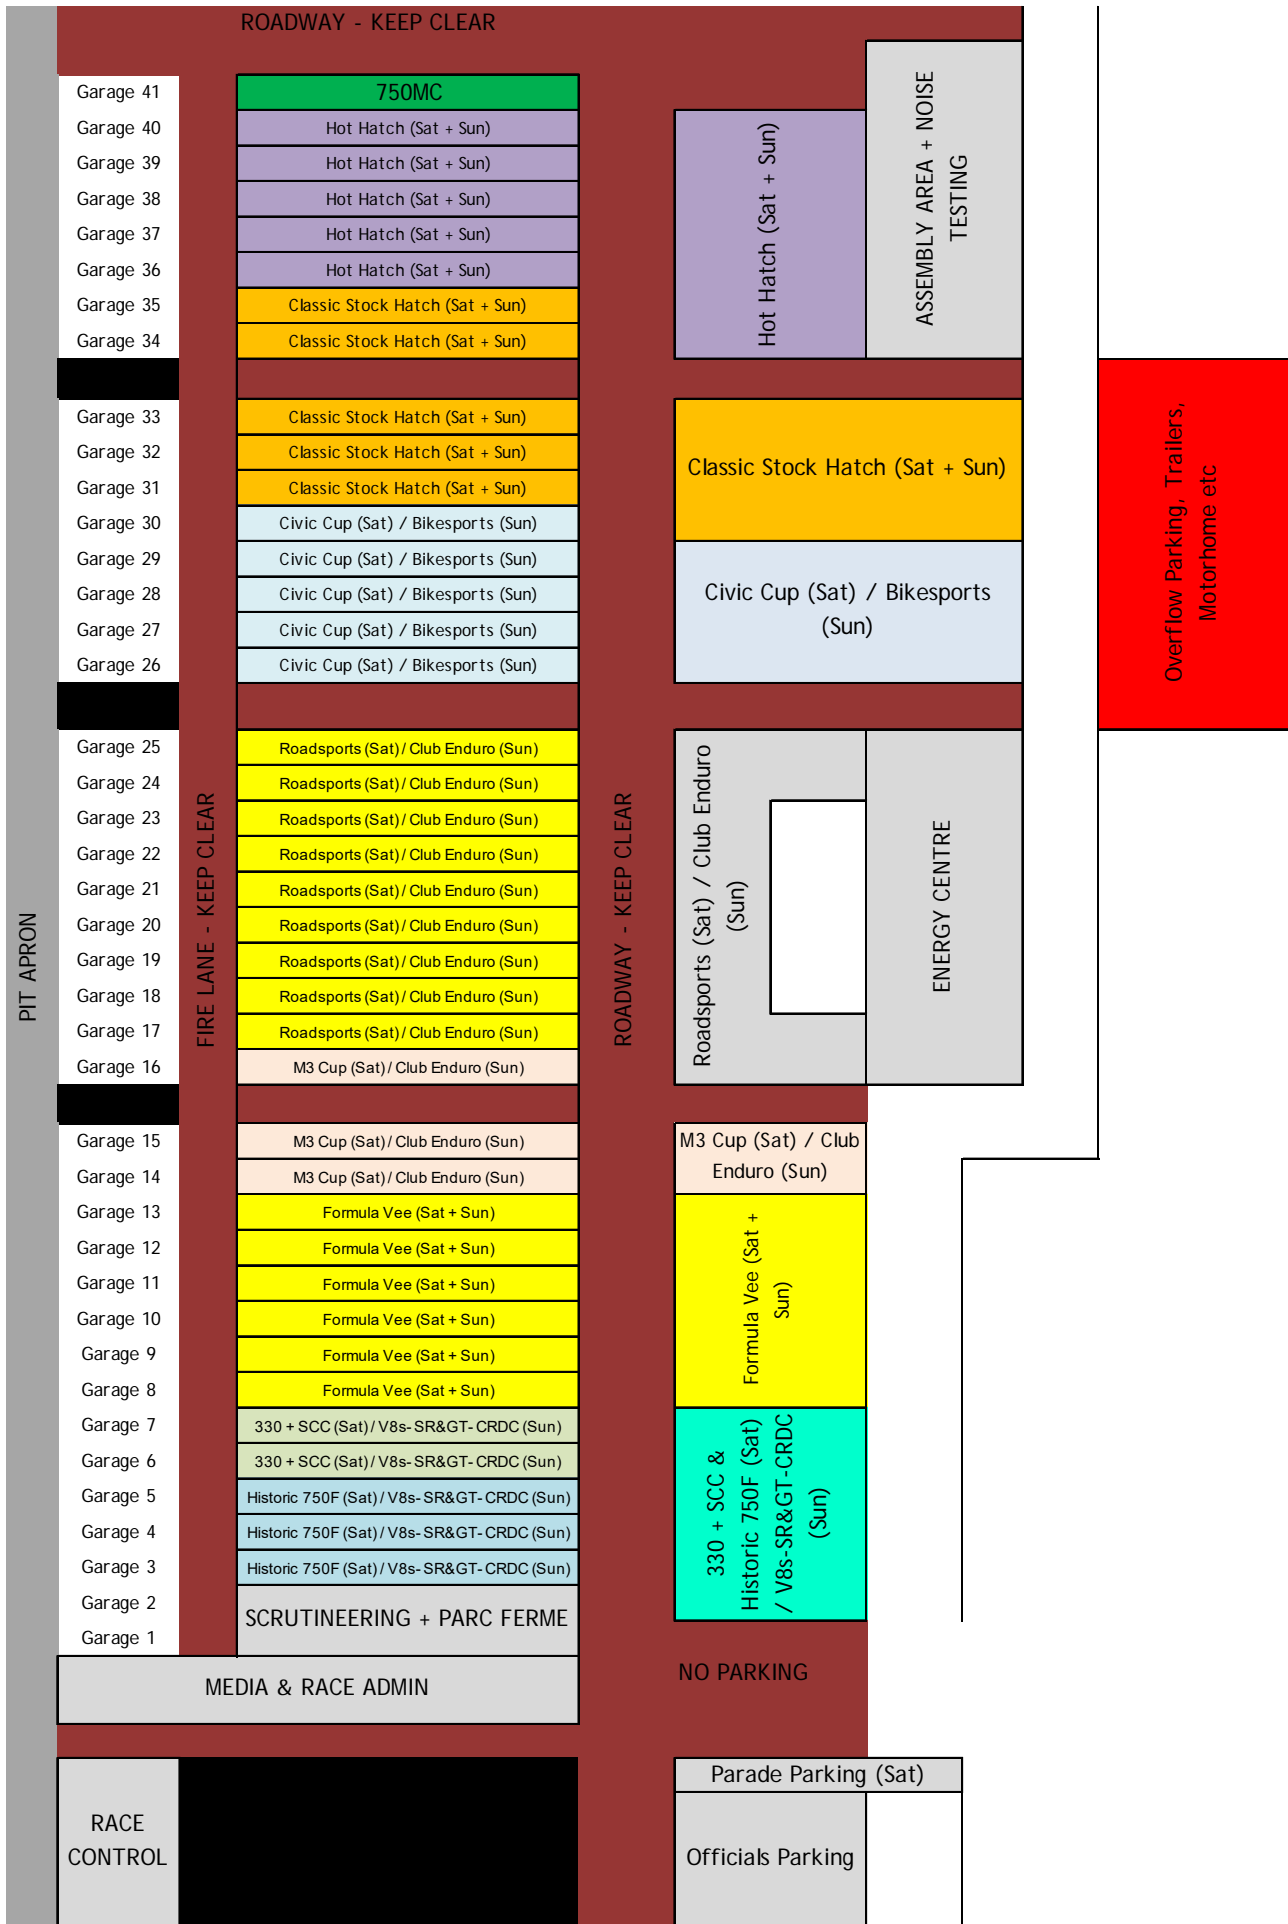 ROADWAY - KEEP CLEAR
Garage 41
750MC
Garage 40
Hot Hatch (Sat + Sun)
Garage 39
Hot Hatch (Sat + Sun)
Garage 38
Hot Hatch (Sat + Sun)
Garage 37
Hot Hatch (Sat + Sun)
Garage 36
Hot Hatch (Sat + Sun)
Garage 35
Classic Stock Hatch (Sat + Sun)
Garage 34
Classic Stock Hatch (Sat + Sun)
Hot Hatch (Sat + Sun)
ASSEMBLY AREA + NOISE
TESTING
Garage 33
Classic Stock Hatch (Sat + Sun)
Garage 32
Classic Stock Hatch (Sat + Sun)
Garage 31
Classic Stock Hatch (Sat + Sun)
Garage 30
Civic Cup (Sat) / Bikesports (Sun)
Garage 29
Civic Cup (Sat) / Bikesports (Sun)
Garage 28
Civic Cup (Sat) / Bikesports (Sun)
Garage 27
Civic Cup (Sat) / Bikesports (Sun)
Garage 26
Civic Cup (Sat) / Bikesports (Sun)
Classic Stock Hatch (Sat + Sun)
Civic Cup (Sat) / Bikesports
(Sun)
Overflow Parking, Trailers,
Motorhome etc
PIT APRON
FIRE LANE - KEEP CLEAR
ROADWAY - KEEP CLEAR
Garage 25
Roadsports (Sat) / Club Enduro (Sun)
Garage 24
Roadsports (Sat) / Club Enduro (Sun)
Garage 23
Roadsports (Sat) / Club Enduro (Sun)
Garage 22
Roadsports (Sat) / Club Enduro (Sun)
Garage 21
Roadsports (Sat) / Club Enduro (Sun)
Garage 20
Roadsports (Sat) / Club Enduro (Sun)
Garage 19
Roadsports (Sat) / Club Enduro (Sun)
Garage 18
Roadsports (Sat) / Club Enduro (Sun)
Garage 17
Roadsports (Sat) / Club Enduro (Sun)
Garage 16
M3 Cup (Sat) / Club Enduro (Sun)
Roadsports (Sat) / Club Enduro
(Sun)
ENERGY CENTRE
Garage 15
M3 Cup (Sat) / Club Enduro (Sun)
Garage 14
M3 Cup (Sat) / Club Enduro (Sun)
Garage 13
Formula Vee (Sat + Sun)
Garage 12
Formula Vee (Sat + Sun)
Garage 11
Formula Vee (Sat + Sun)
Garage 10
Formula Vee (Sat + Sun)
Garage 9
Formula Vee (Sat + Sun)
Garage 8
Formula Vee (Sat + Sun)
Garage 7
330 + SCC (Sat) / V8s-SR&GT-CRDC (Sun)
Garage 6
330 + SCC (Sat) / V8s-SR&GT-CRDC (Sun)
Garage 5
Historic 750F (Sat) / V8s-SR&GT-CRDC (Sun)
Garage 4
Historic 750F (Sat) / V8s-SR&GT-CRDC (Sun)
Garage 3
Historic 750F (Sat) / V8s-SR&GT-CRDC (Sun)
Garage 2
Garage 1
SCRUTINEERING + PARC FERME
M3 Cup (Sat) / Club
Enduro (Sun)
Formula Vee (Sat +
Sun)
330 + SCC &
Historic 750F (Sat)
/ V8s-SR&GT-CRDC
(Sun)
MEDIA & RACE ADMIN
NO PARKING
RACE
CONTROL
Parade Parking (Sat)
Officials Parking